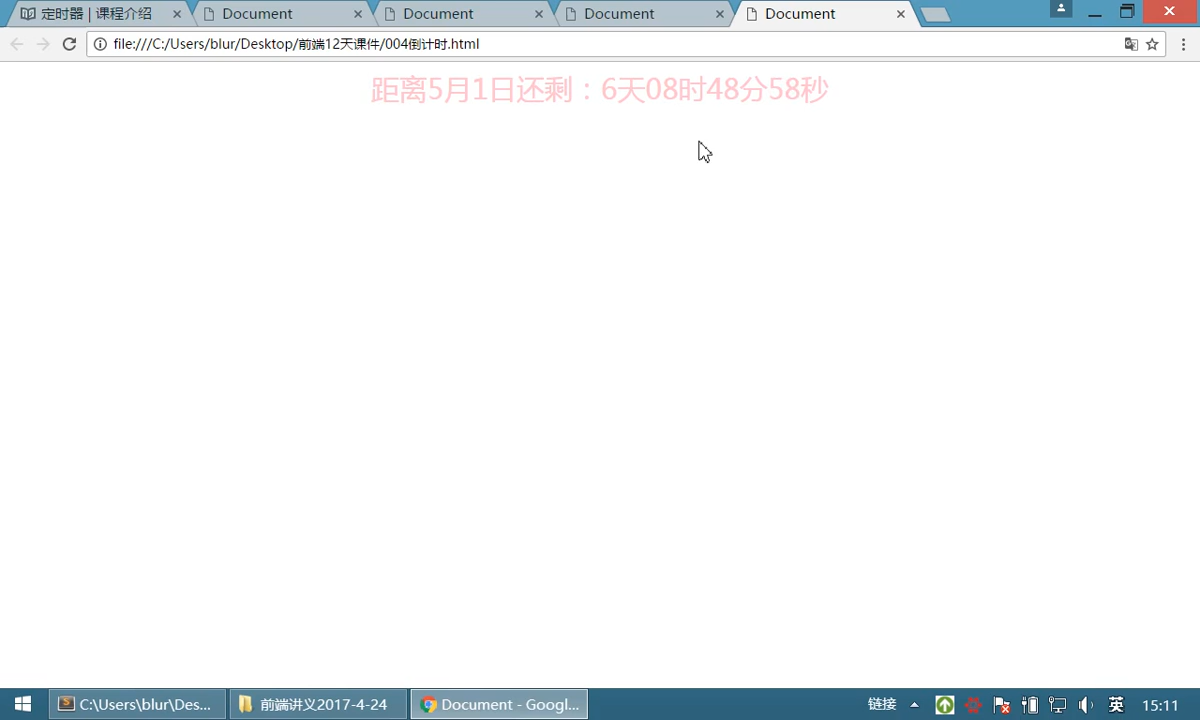 定时器 | 课程介绍
Document
Document
Document
Document
file:///C:/Users/blur/Desktop/前端12天课件/004倒计时.html
距离5月1日还剩：6天08时48分58秒
C:\Users\blur\Des...
前端讲义2017-4-24
Document - Googl...
链接
英
15:11